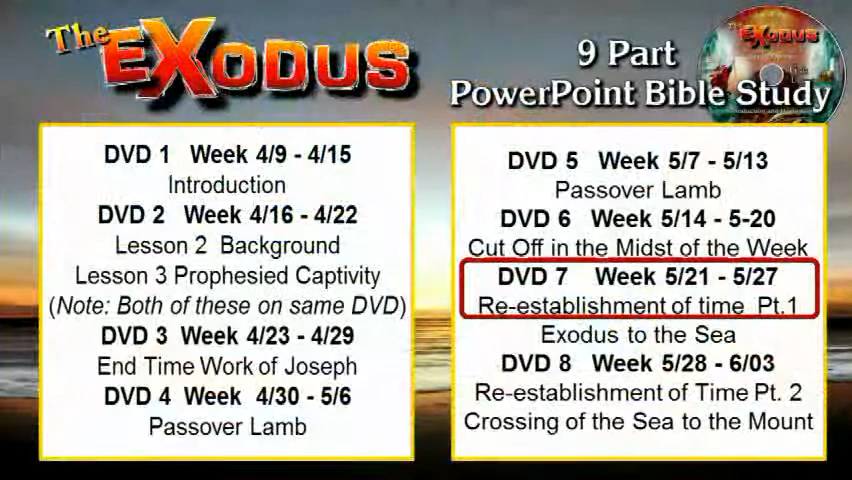 The EXODUS
9 Part
PowerPoint Bible Study
EXODUS
DVD 1 Week 4/9 - 4/15
Introduction
DVD 2 Week 4/16 - 4/22
Lesson 2 Background
Lesson 3 Prophesied Captivity
(Note: Both of these on same DVD)
DVD 3 Week 4/23 - 4/29
End Time Work of Joseph
DVD 4 Week 4/30 - 5/6
Passover Lamb
DVD 5 Week 5/7 - 5/13
Passover Lamb
DVD 6 Week 5/14 - 5-20
Cut Off in the Midst of the Week
DVD 7 Week 5/21 - 5/27
Re-establishment of time Pt.1
Exodus to the Sea
DVD 8 Week 5/28 - 6/03
Re-establishment of Time Pt. 2
Crossing of the Sea to the Mount